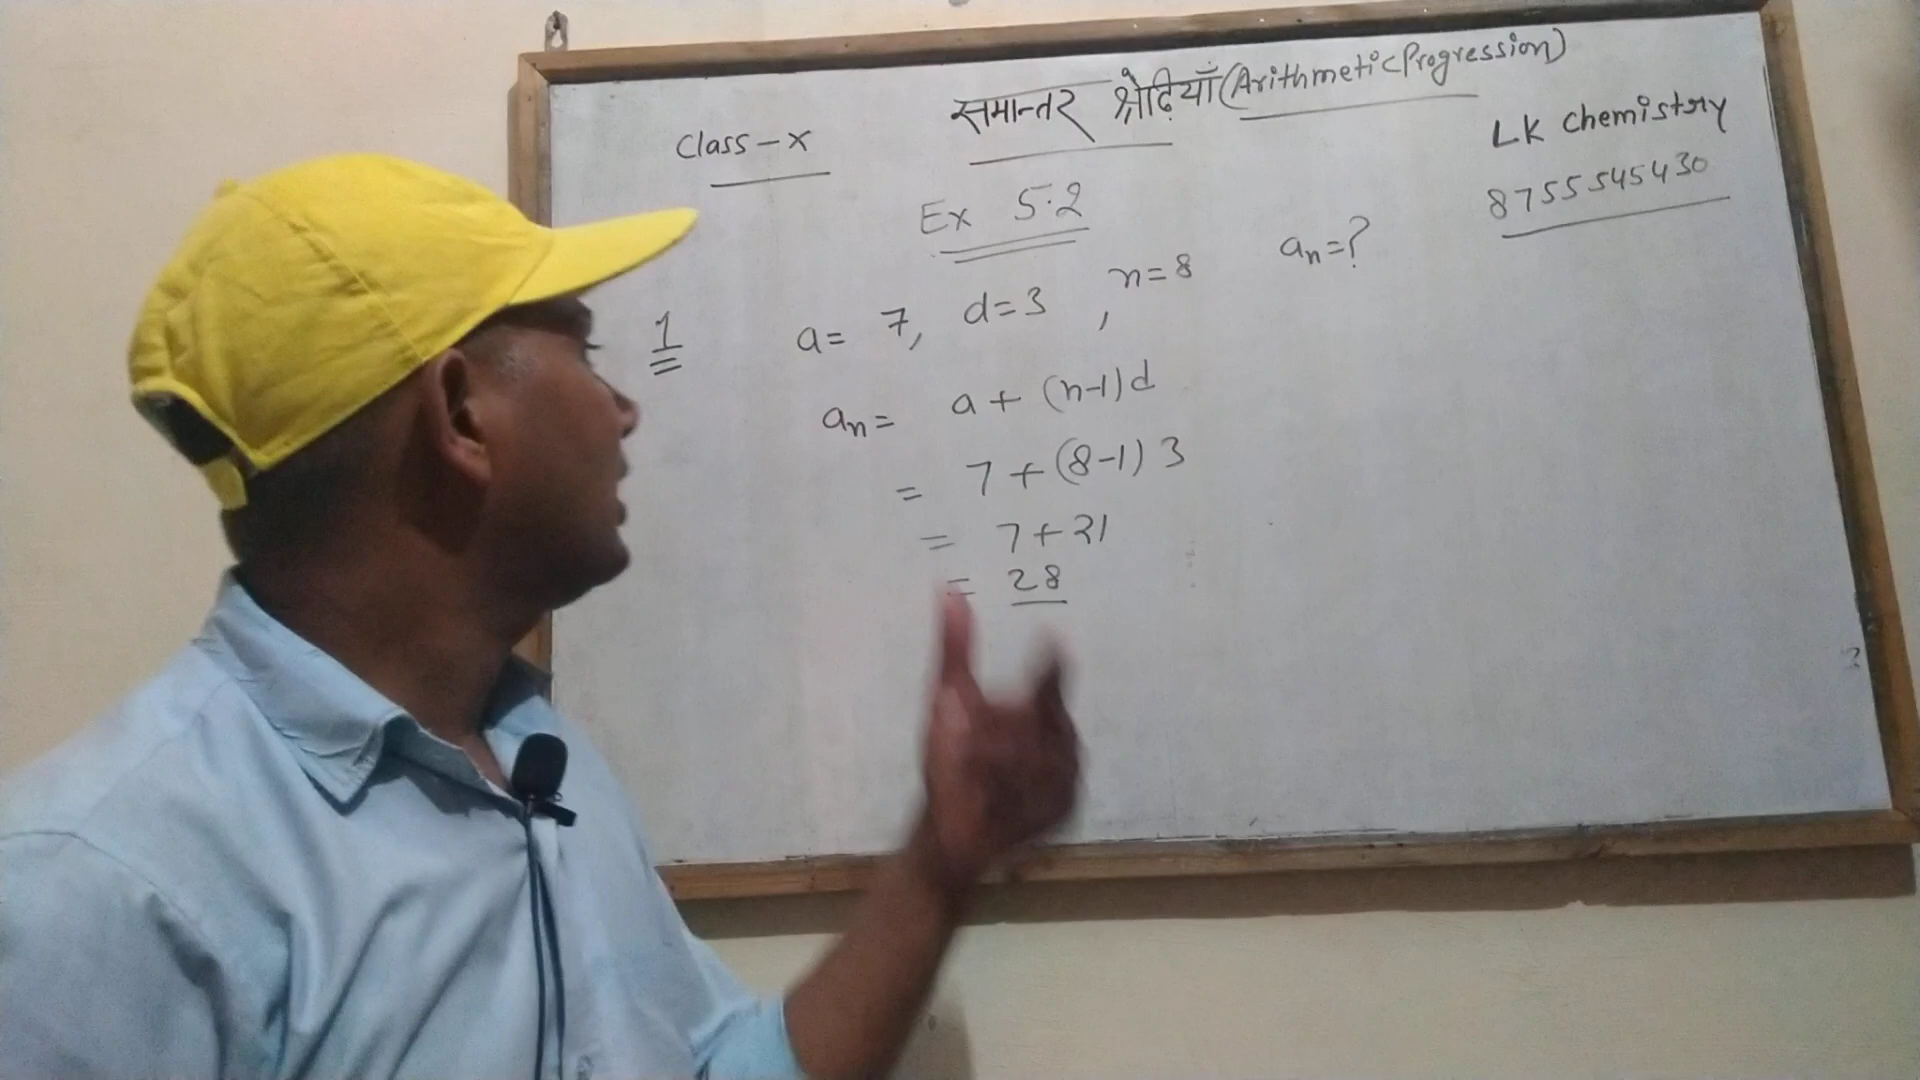 समान्तर श्रेढ़ियाँ (Arithmetic Progression)
Class - X
LK Chemistry
8755545430
Ex 5.2
1 a = 7, d = 3, n = 8 an = ?
an = a + (n-1)d
= 7 + (8-1) 3
= 7 + 21
= 28
?